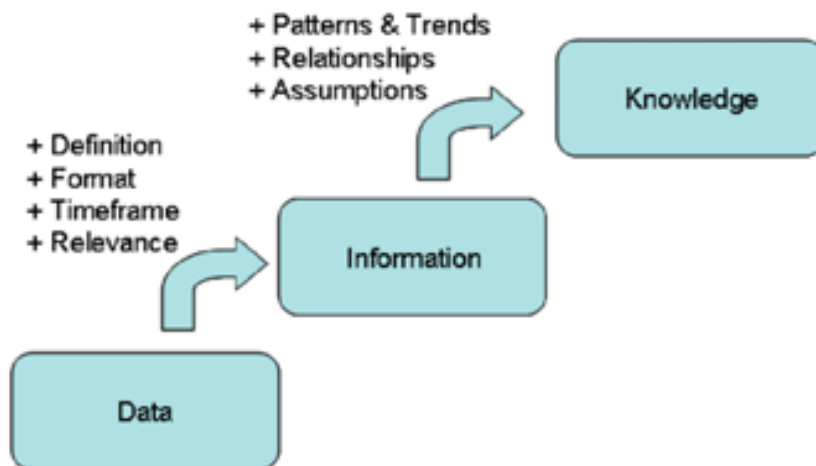 + Patterns & Trends
+ Relationships
+ Assumptions
Knowledge
+ Definition
+ Format
+ Timeframe
+ Relevance
Information
Data